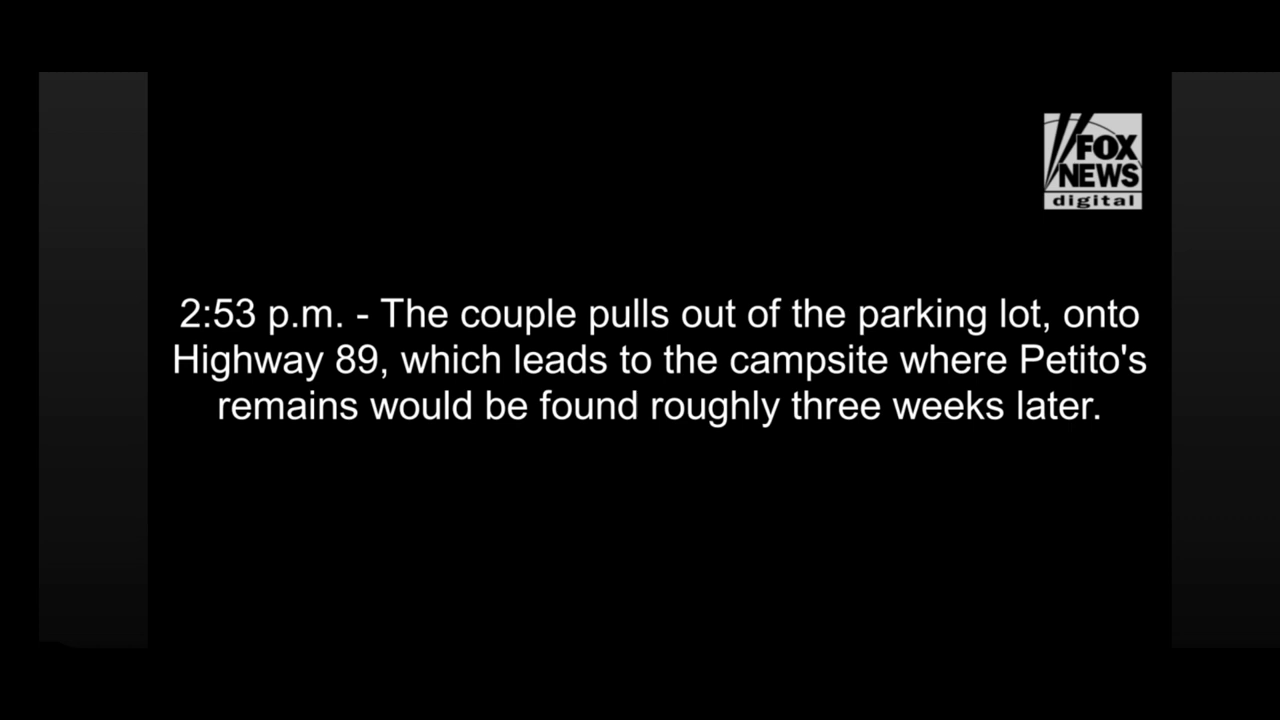 FOX
NEWS
digital
2:53 p.m. - The couple pulls out of the parking lot, onto
Highway 89, which leads to the campsite where Petito's
remains would be found roughly three weeks later.